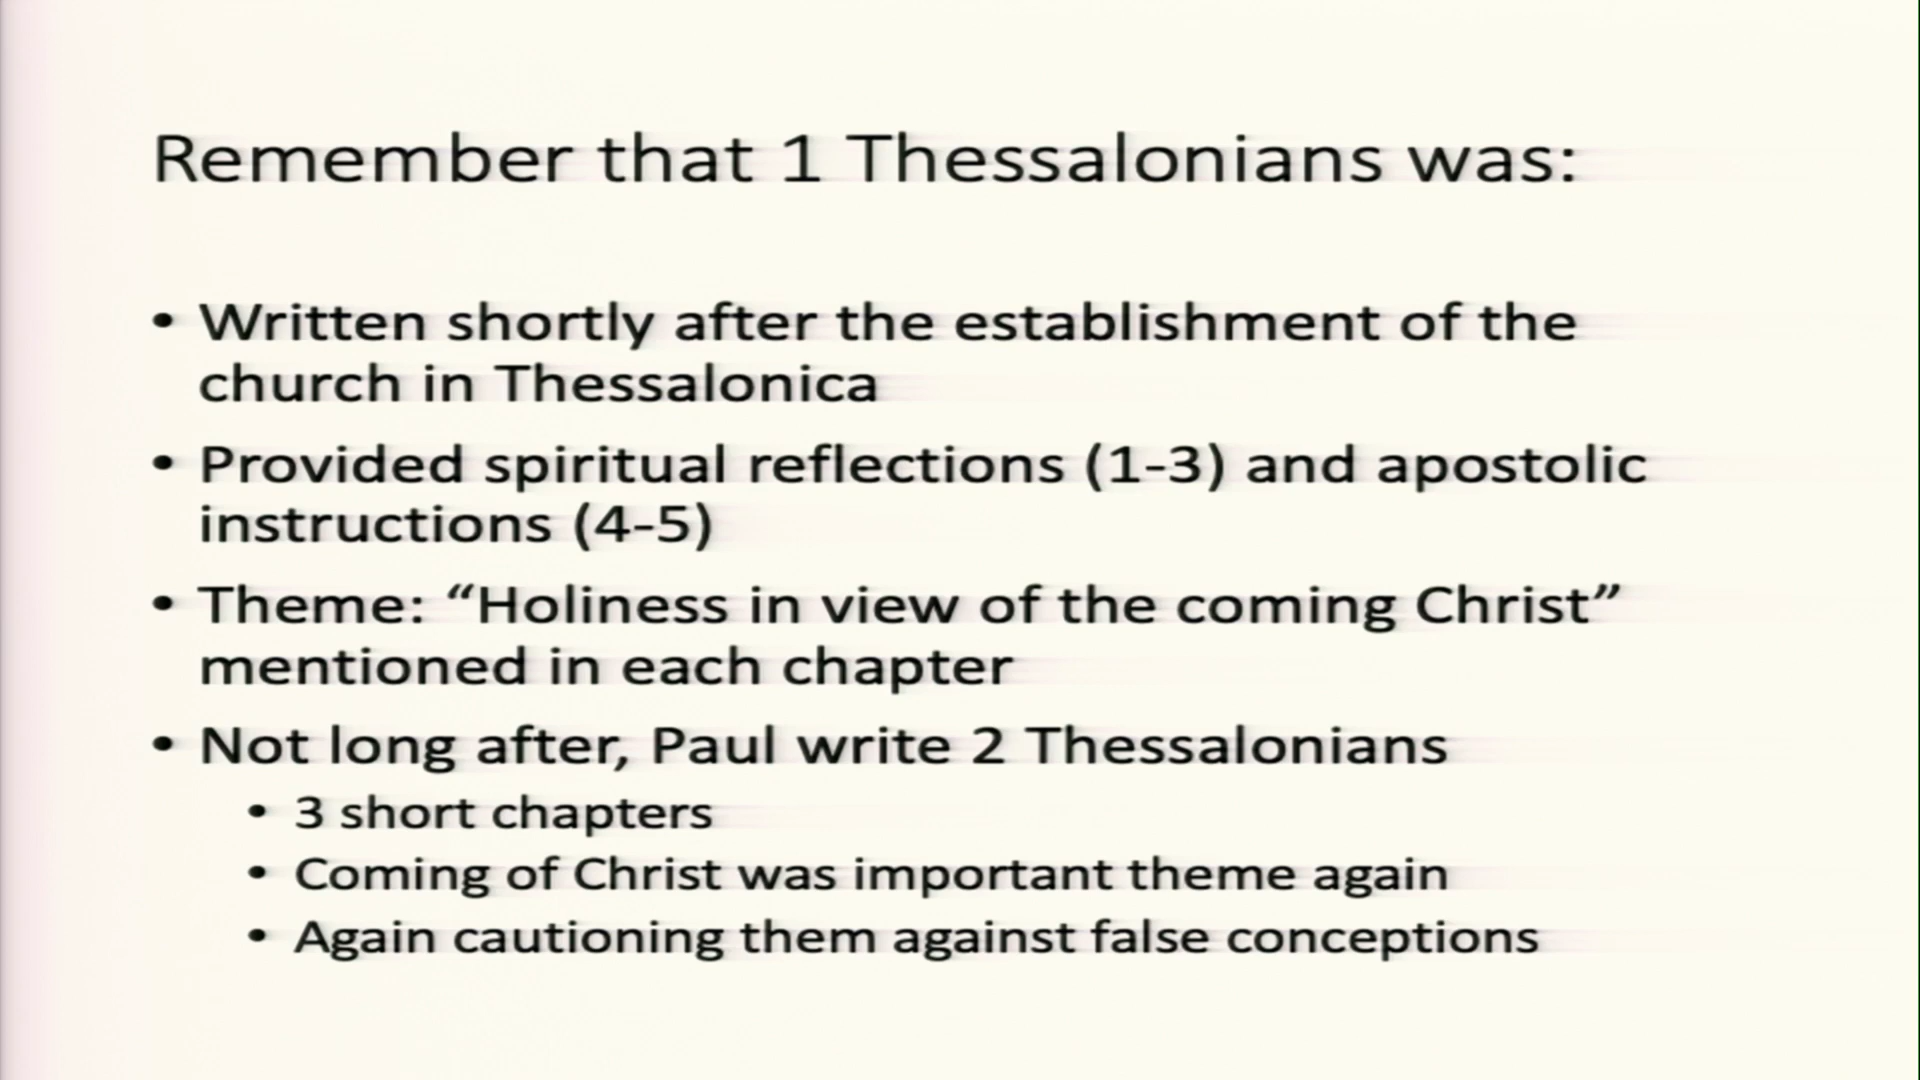 Remember that 1 Thessalonians was:
• Written shortly after the establishment of the
church in Thessalonica
• Provided spiritual reflections (1-3) and apostolic
instructions (4-5)
• Theme: “Holiness in view of the coming Christ”
mentioned in each chapter
• Not long after, Paul write 2 Thessalonians
• 3 short chapters
• Coming of Christ was important theme again
• Again cautioning them against false conceptions